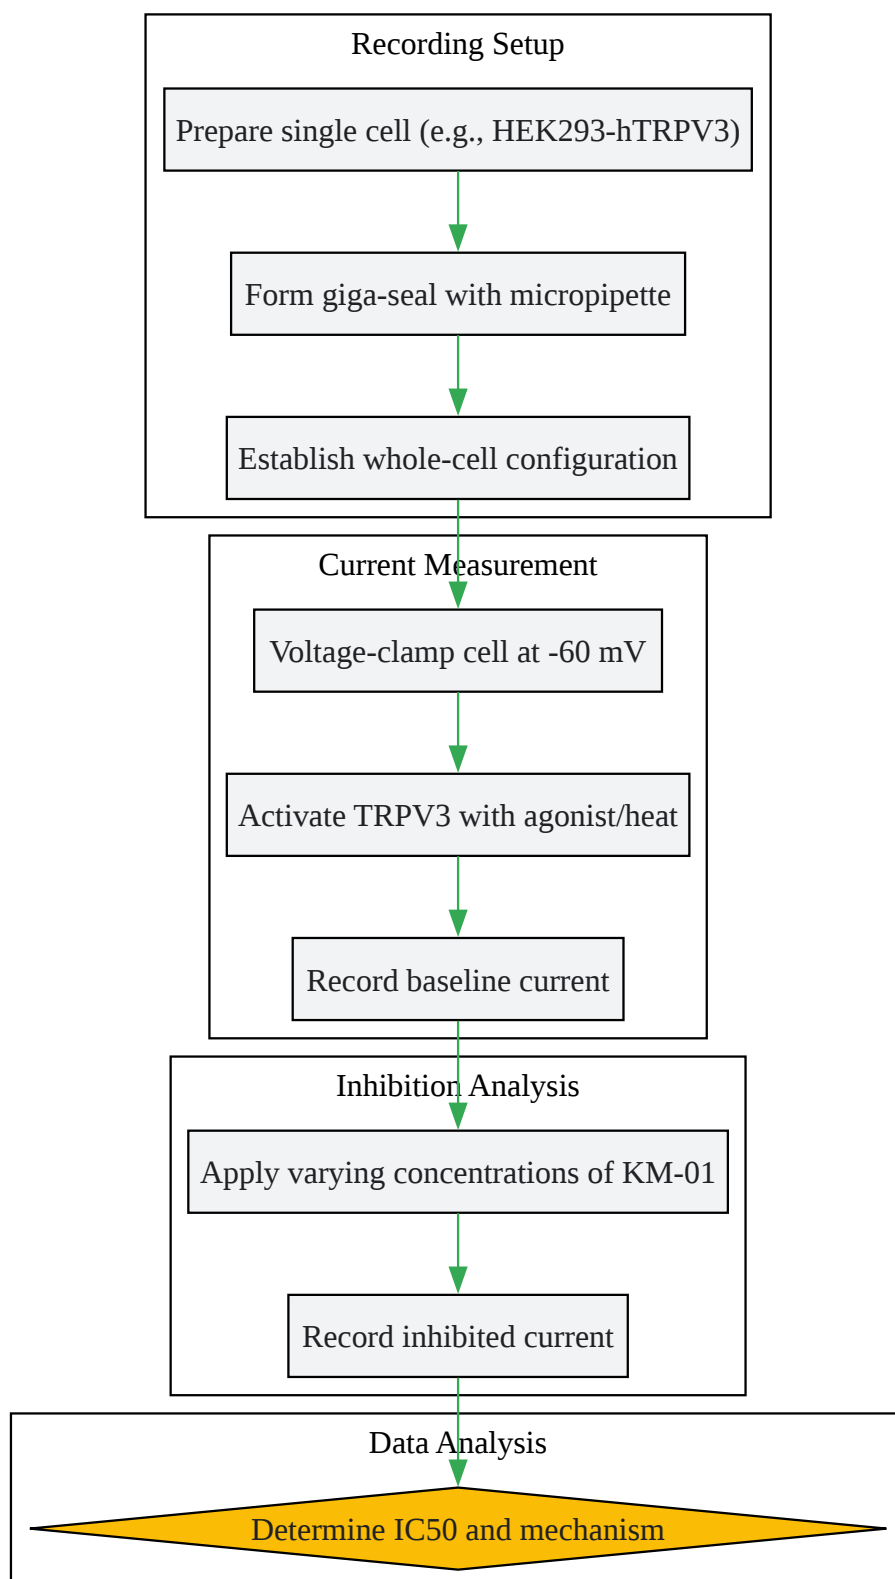 Recording Setup
Prepare single cell (e.g., HEK293-hTRPV3)
Form giga-seal with micropipette
Establish whole-cell configuration
Current Measurement
Voltage-clamp cell at -60 mV
Activate TRPV3 with agonist/heat
Record baseline current
Inhibition Analysis
Apply varying concentrations of KM-01
Record inhibited current
Data Analysis
Determine IC50 and mechanism